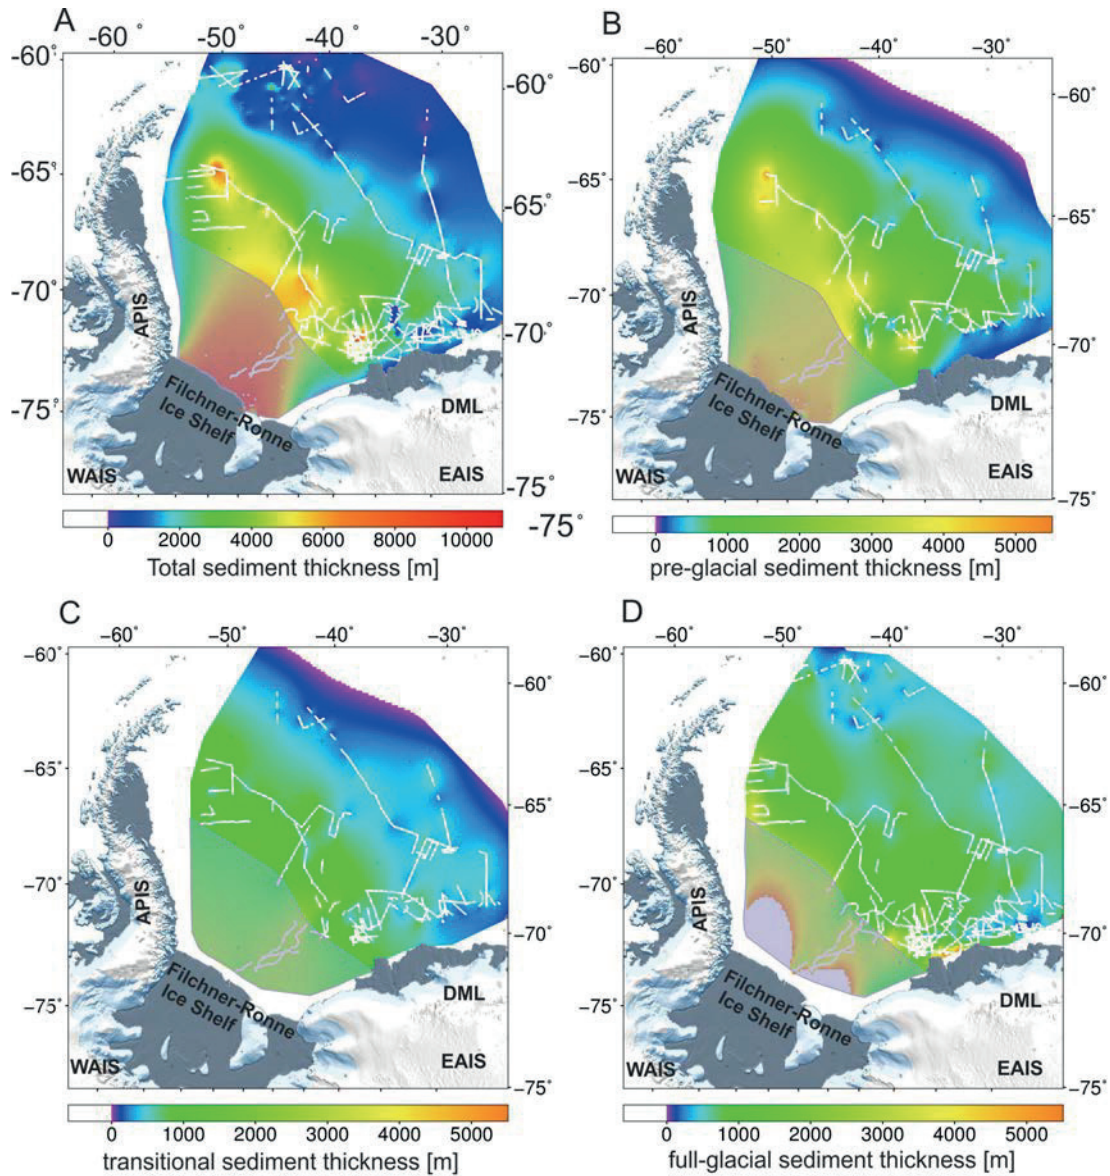 A
-60° -50° -40° -30°
-60°
-65°
-70°
-75°
-60°
-65°
-70°
-75°
APIS
Filchner-Ronne
Ice Shelf
DML
WAIS
EAIS
0 2000 4000 6000 8000 10000
Total sediment thickness [m]
-75°
B
−60° −50° −40° −30°
−60°
−65°
−70°
−75°
−60°
−65°
−70°
−75°
APIS
Filchner-Ronne
Ice Shelf
DML
WAIS
EAIS
0 1000 2000 3000 4000 5000
pre-glacial sediment thickness [m]
C
−60° −50° −40° −30°
−60°
−65°
−70°
−75°
−60°
−65°
−70°
−75°
APIS
Filchner-Ronne
Ice Shelf
DML
WAIS
EAIS
0 1000 2000 3000 4000 5000
transitional sediment thickness [m]
D
−60° −50° −40° −30°
−60°
−65°
−70°
−75°
−60°
−65°
−70°
−75°
APIS
Filchner-Ronne
Ice Shelf
DML
WAIS
EAIS
0 1000 2000 3000 4000 5000
full-glacial sediment thickness [m]